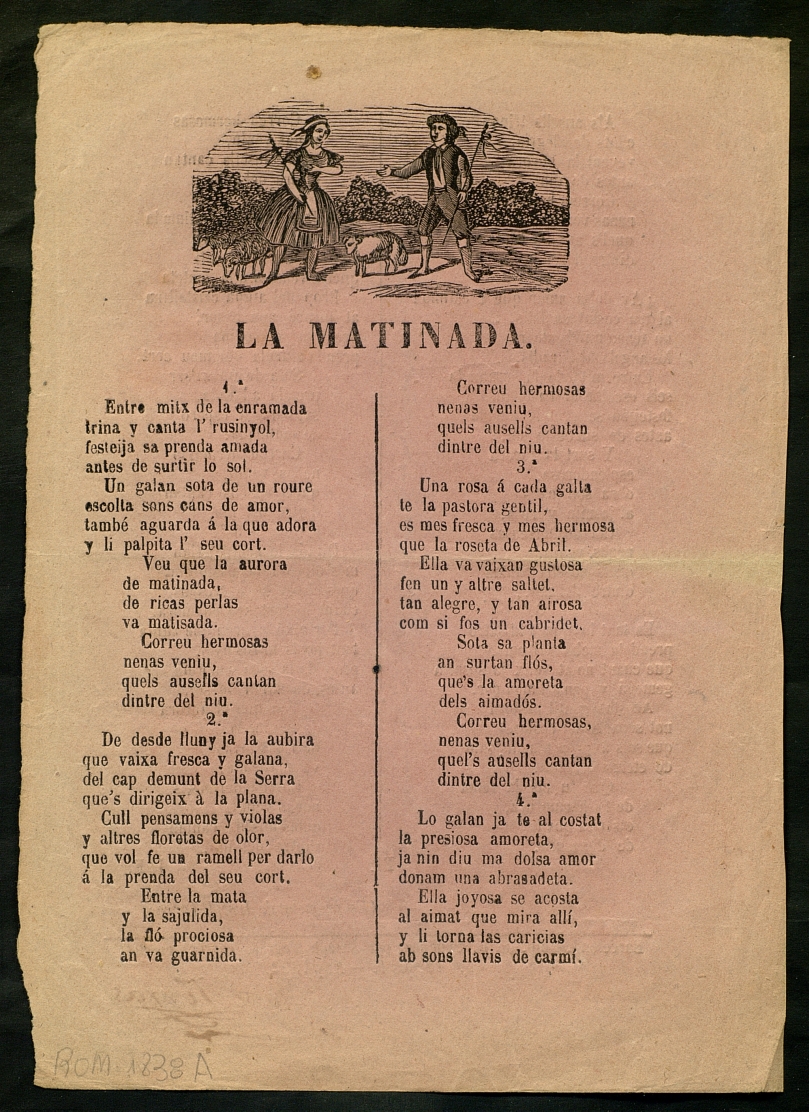 LA MATINADA.
1.ª
Entre mitx de la enramada
trina y canta l' rusinyol,
festeija sa prenda amada
antes de surtir lo sol.
Un galan sota de un roure
escolta sons cans de amor,
també aguarda á la que adora
y li palpita l' seu cort.
Veu que la aurora
de matinada,
de ricas perlas
va matisada.
Correu hermosas
nenas veniu,
quels ausells cantan
dintre del niu.
2.ª
De desde lluny ja la aubira
que vaixa fresca y galana,
del cap demunt de la Serra
que's dirigeix à la plana.
Cull pensamens y violas
y altres floretas de olor,
que vol fe un ramell per darlo
á la prenda del seu cort.
Entre la mata
y la sajulida,
la fló prociosa
an va guarnida.
Correu hermosas
nenas veniu,
quels ausells cantan
dintre del niu.
3.ª
Una rosa á cada galta
te la pastora gentil,
es mes fresca y mes hermosa
que la roseta de Abril.
Ella va vaixan gustosa
fen un y altre saltet,
tan alegre, y tan airosa
com si fos un cabridet.
Sota sa planta
an surtan flós,
que's la amoreta
dels aimadós.
Correu hermosas,
nenas veniu,
quel's ausells cantan
dintre del niu.
4.ª
Lo galan ja te al costat
la presiosa amoreta,
ja nin diu ma dolsa amor
donam una abrasadeta.
Ella joyosa se acosta
al aimat que mira allí,
y li torna las caricias
ab sons llavis de carmí.
ROM-1838 A